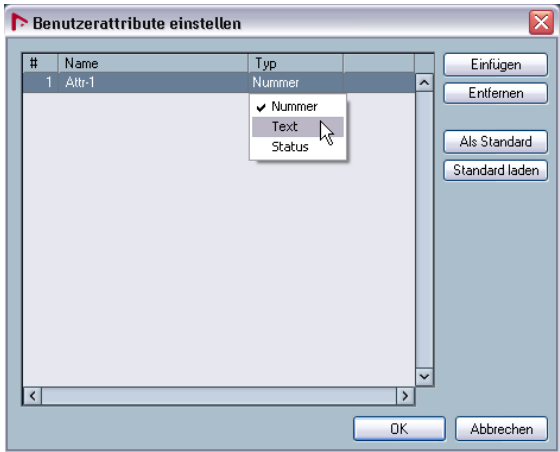 Benutzerattribute einstellen
# Name Typ
1 Attr-1 Nummer
Nummer
Text
Status
Einfügen
Entfernen
Als Standard
Standard laden
OK
Abbrechen